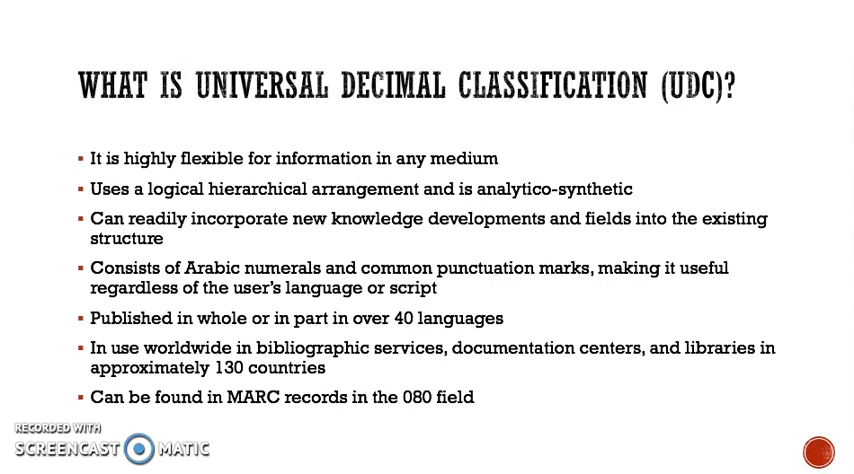 WHAT IS UNIVERSAL DECIMAL CLASSIFICATION (UDC)?
▪ It is highly flexible for information in any medium
▪ Uses a logical hierarchical arrangement and is analytico-synthetic
▪ Can readily incorporate new knowledge developments and fields into the existing
structure
▪ Consists of Arabic numerals and common punctuation marks, making it useful
regardless of the user's language or script
▪ Published in whole or in part in over 40 languages
▪ In use worldwide in bibliographic services, documentation centers, and libraries in
approximately 130 countries
▪ Can be found in MARC records in the 080 field
RECORDED WITH
SCREENCAST MATIC